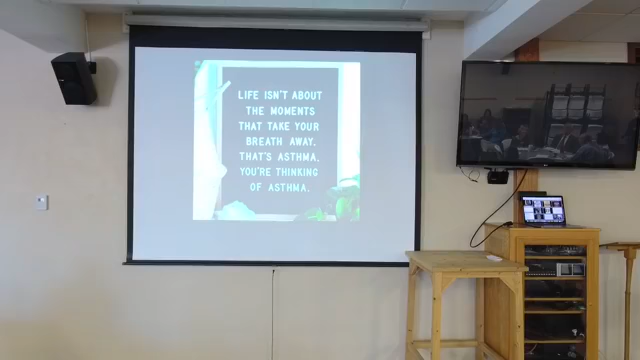 LIFE ISN'T ABOUT
THE MOMENTS
THAT TAKE YOUR
BREATH AWAY.
THAT'S ASTHMA.
YOU'RE THINKING
OF ASTHMA.